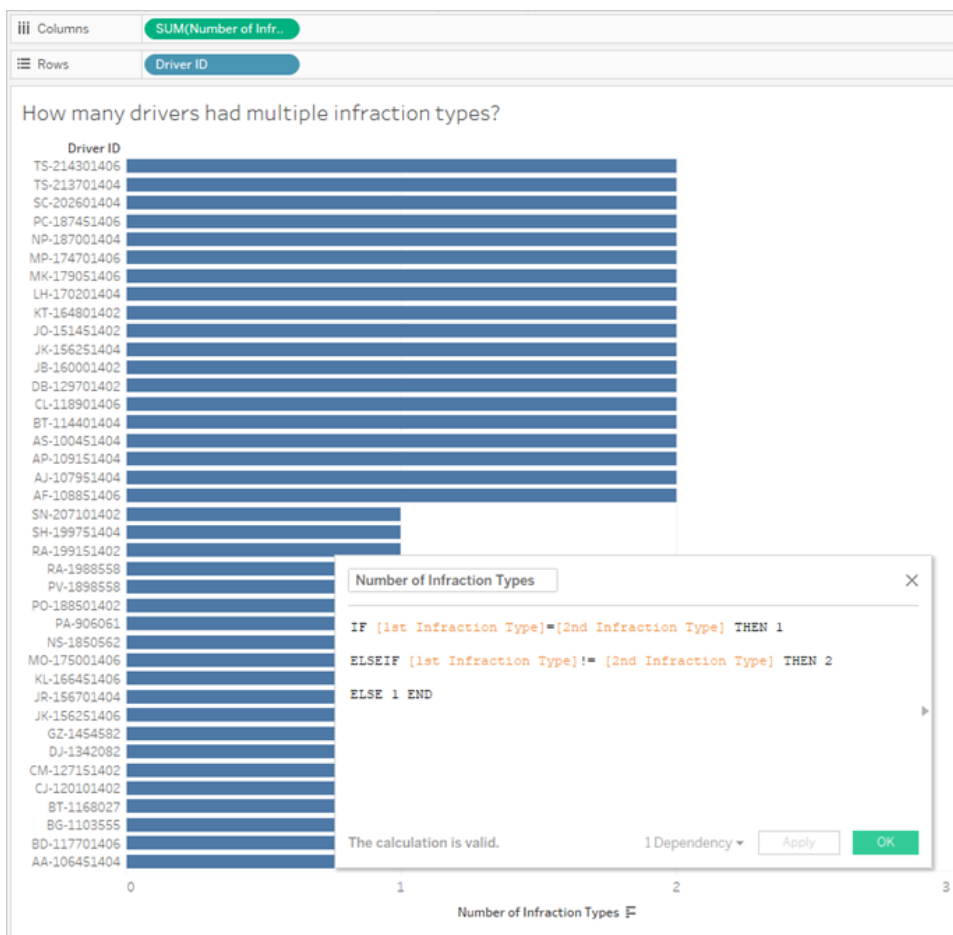 Columns SUM(Number of Infr..
Rows Driver ID
How many drivers had multiple infraction types?
Driver ID
TS-214301406
TS-213701404
SC-202601404
PC-187451406
NP-187001404
MP-174701406
MK-179051406
LH-170201404
KT-164801402
JO-151451402
JK-156251404
JB-160001402
DB-129701402
CL-118901406
BT-114401404
AS-100451404
AP-109151404
AJ-107951404
AF-108851406
SN-207101402
SH-199751404
RA-199151402
RA-1988558
PV-1898558
PO-188501402
PA-906061
NS-1850562
MO-175001406
KL-166451406
JR-156701404
JK-156251406
GZ-1454582
DJ-1342082
CM-127151402
CJ-120101402
BT-1168027
BG-1103555
BD-117701406
AA-106451404
Number of Infraction Types
IF [1st Infraction Type]=[2nd Infraction Type] THEN 1
ELSEIF [1st Infraction Type]!= [2nd Infraction Type] THEN 2
ELSE 1 END
The calculation is valid. 1 Dependency Apply OK
0 1 2 3
Number of Infraction Types